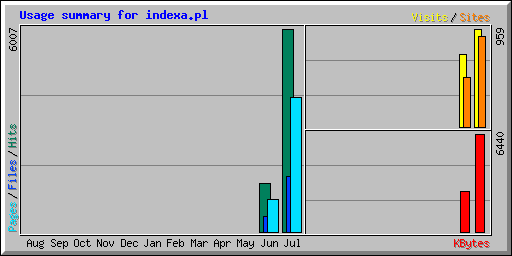 Usage summary for indexa.pl
Visits/Sites
6007
959
6440
Pages/Files/Hits
Aug Sep Oct Nov Dec Jan Feb Mar Apr May Jun Jul
KBytes